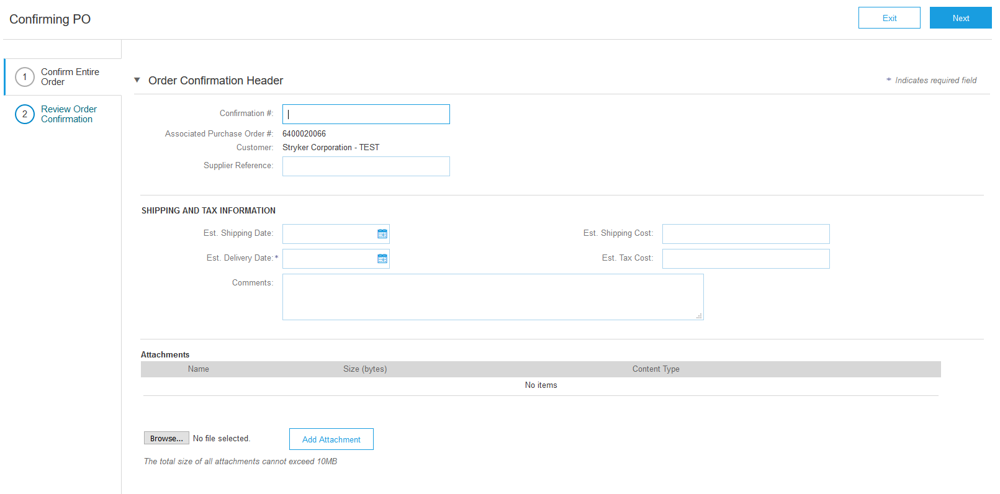 Confirming PO
Exit
Next
1
Confirm Entire
Order
2
Review Order
Confirmation
▼ Order Confirmation Header
* Indicates required field
Confirmation #:
Associated Purchase Order #: 6400020066
Customer: Stryker Corporation - TEST
Supplier Reference:
SHIPPING AND TAX INFORMATION
Est. Shipping Date:
Est. Shipping Cost:
Est. Delivery Date:*
Est. Tax Cost:
Comments:
Attachments
Name Size (bytes) Content Type
No items
Browse... No file selected.
Add Attachment
The total size of all attachments cannot exceed 10MB